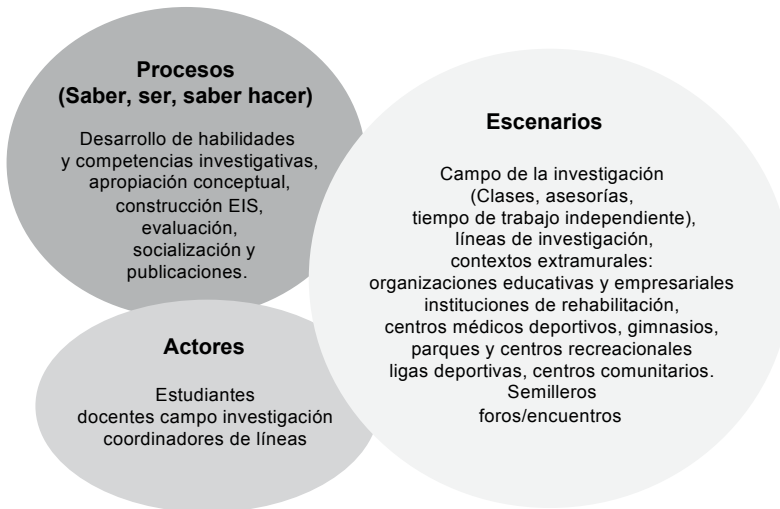 Procesos
(Saber, ser, saber hacer)
Desarrollo de habilidades
y competencias investigativas,
apropiación conceptual,
construcción EIS,
evaluación,
socialización y
publicaciones.
Actores
Estudiantes
docentes campo investigación
coordinadores de líneas
Escenarios
Campo de la investigación
(Clases, asesorías,
tiempo de trabajo independiente),
líneas de investigación,
contextos extramurales:
organizaciones educativas y empresariales
instituciones de rehabilitación,
centros médicos deportivos, gimnasios,
parques y centros recreacionales
ligas deportivas, centros comunitarios.
Semilleros
foros/encuentros